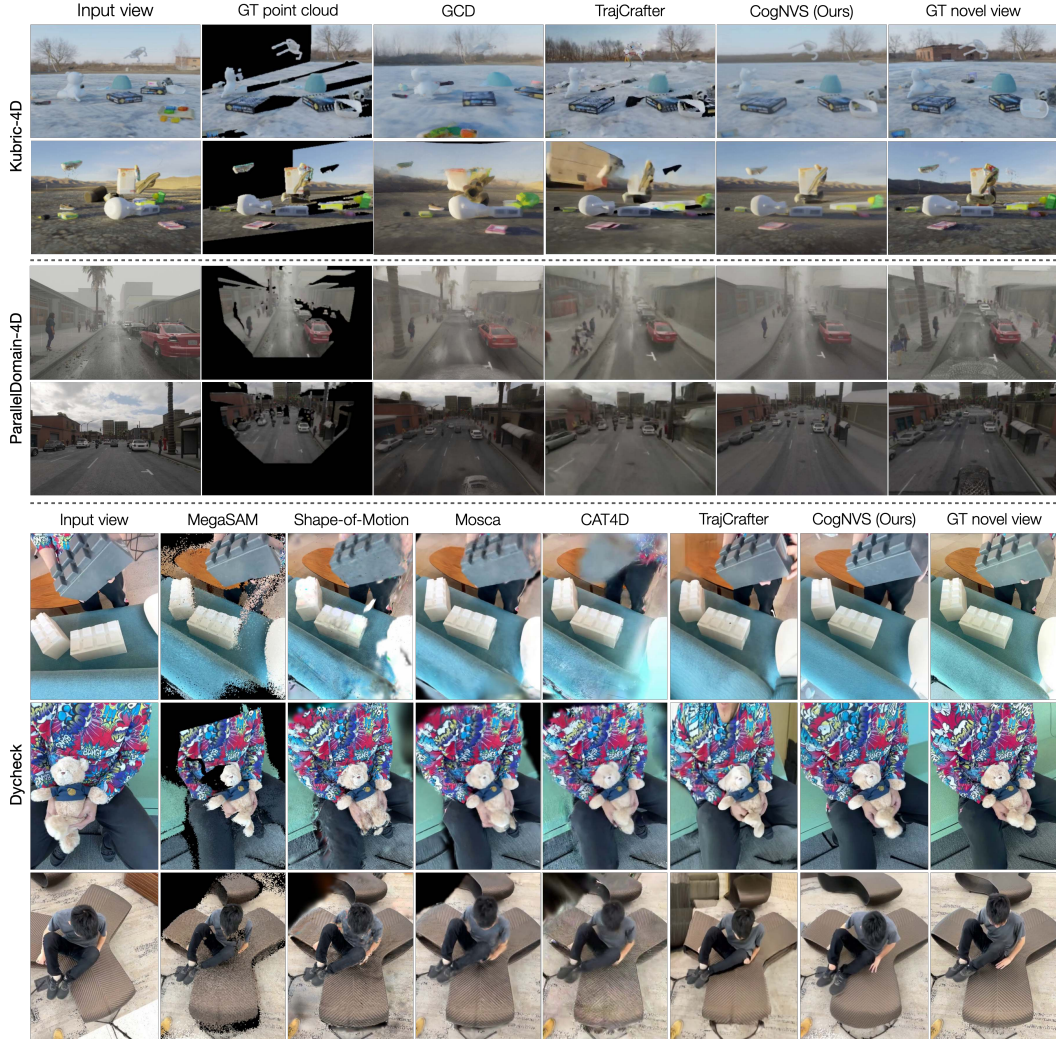 Input view GT point cloud GCD TrajCrafter CogNVS (Ours) GT novel view
Kubric-4D
ParallelDomain-4D
Input view MegaSAM Shape-of-Motion Mosca CAT4D TrajCrafter CogNVS (Ours) GT novel view
Dycheck